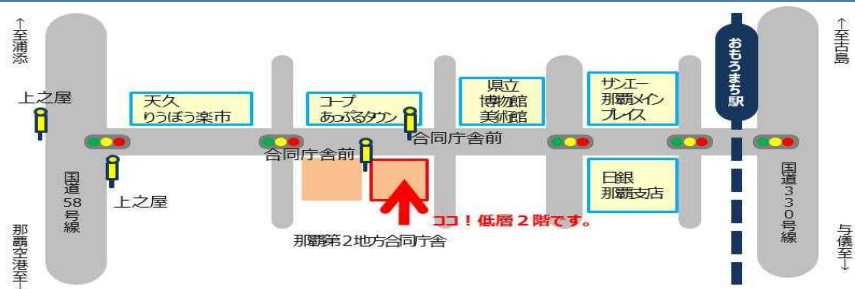 ↑至浦添
上之屋
天久
りうぼう楽市
コープ
あっぷるタウン
県立
博物館
美術館
サンエー
那覇メイン
プレイス
おもろまち駅
↑至古島
合同庁舎前
合同庁舎前
上之屋
国道58号線
那覇空港至↓
ココ！低層２階です。
那覇第２地方合同庁舎
日銀
那覇支店
国道330号線
与儀至↓